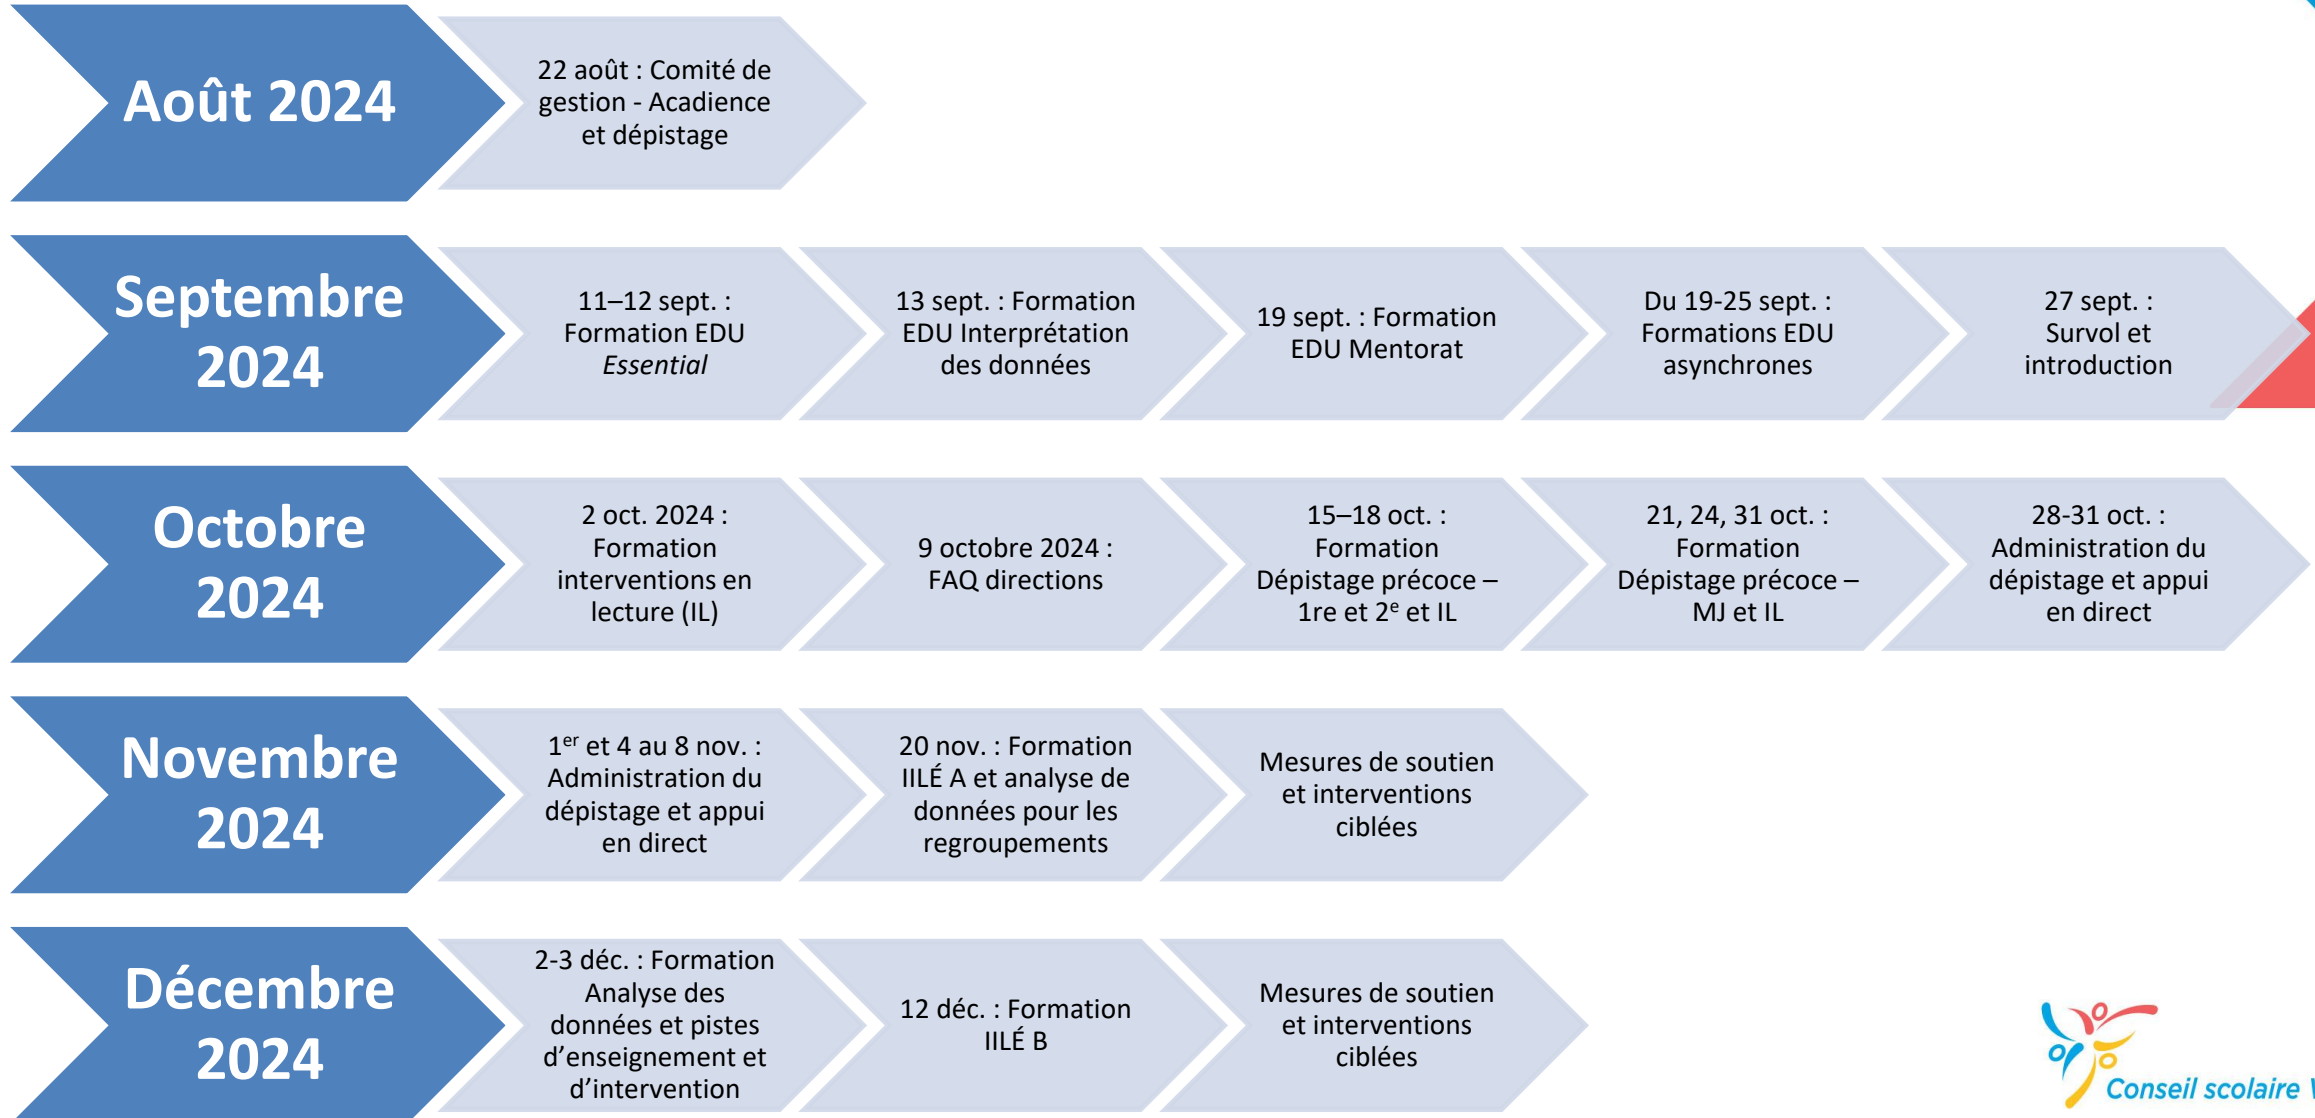 Août 2024
22 août : Comité de
gestion - Acadience
et dépistage
Septembre
2024
11–12 sept. :
Formation EDU
Essential
13 sept. : Formation
EDU Interprétation
des données
19 sept. : Formation
EDU Mentorat
Du 19-25 sept. :
Formations EDU
asynchrones
27 sept. :
Survol et
introduction
Octobre
2024
2 oct. 2024 :
Formation
interventions en
lecture (IL)
9 octobre 2024 :
FAQ directions
15–18 oct. :
Formation
Dépistage précoce –
1re et 2e et IL
21, 24, 31 oct. :
Formation
Dépistage précoce –
MJ et IL
28-31 oct. :
Administration du
dépistage et appui
en direct
Novembre
2024
1er et 4 au 8 nov. :
Administration du
dépistage et appui
en direct
20 nov. : Formation
IILÉ A et analyse de
données pour les
regroupements
Mesures de soutien
et interventions
ciblées
Décembre
2024
2-3 déc. : Formation
Analyse des
données et pistes
d’enseignement et
d’intervention
12 déc. : Formation
IILÉ B
Mesures de soutien
et interventions
ciblées
Conseil scolaire